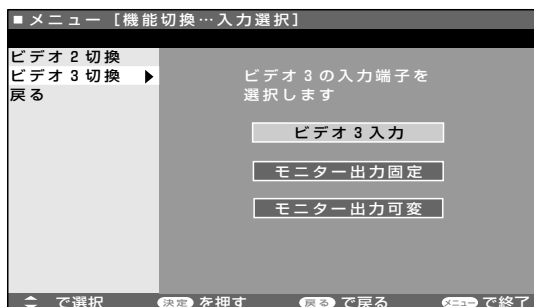 ■メニュー [機能切換…入力選択]
ビデオ2切換
ビデオ3切換 ▶
戻る
ビデオ3の入力端子を
選択します
ビデオ3入力
モニター出力固定
モニター出力可変
で選択 決定 を押す 戻る で戻る メニュー で終了